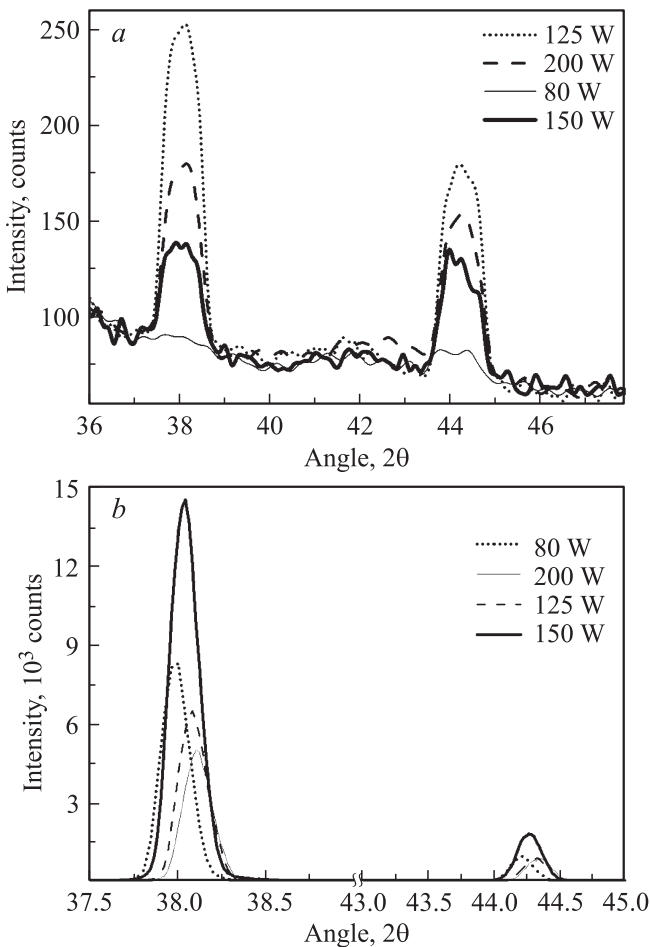 a
125 W
200 W
80 W
150 W
250
200
150
100
Intensity, counts
36 38 40 42 44 46
Angle, 2θ
b
80 W
200 W
125 W
150 W
15
12
9
6
3
Intensity, 10³ counts
37.5 38.0 38.5 43.0 43.5 44.0 44.5 45.0
Angle, 2θ